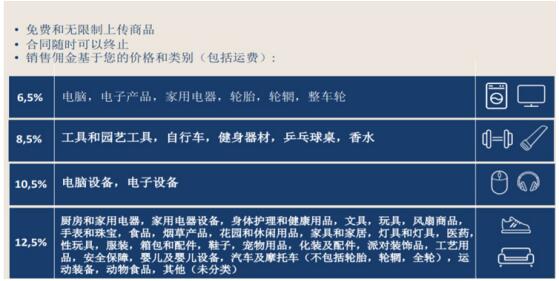 • 免费和无限制上传商品
• 合同随时可以终止
• 销售佣金基于您的价格和类别（包括运费）:
6,5% 电脑，电子产品，家用电器，轮胎，轮辋，整车轮
8,5% 工具和园艺工具，自行车，健身器材，乒乓球桌，香水
10,5% 电脑设备，电子设备
12,5% 厨房和家用电器，家用电器设备，身体护理和健康用品，文具，玩具，风扇商品，
手表和珠宝，食品，烟草产品，花园和休闲用品，家具和家居，灯具和灯具，医药，
性玩具，服装，箱包和配件，鞋子，宠物用品，化装及配件，派对装饰品，工艺用
品，安全保障，婴儿及婴儿设备，汽车及摩托车（不包括轮胎，轮辋，全轮），运
动装备，动物食品，其他（未分类）